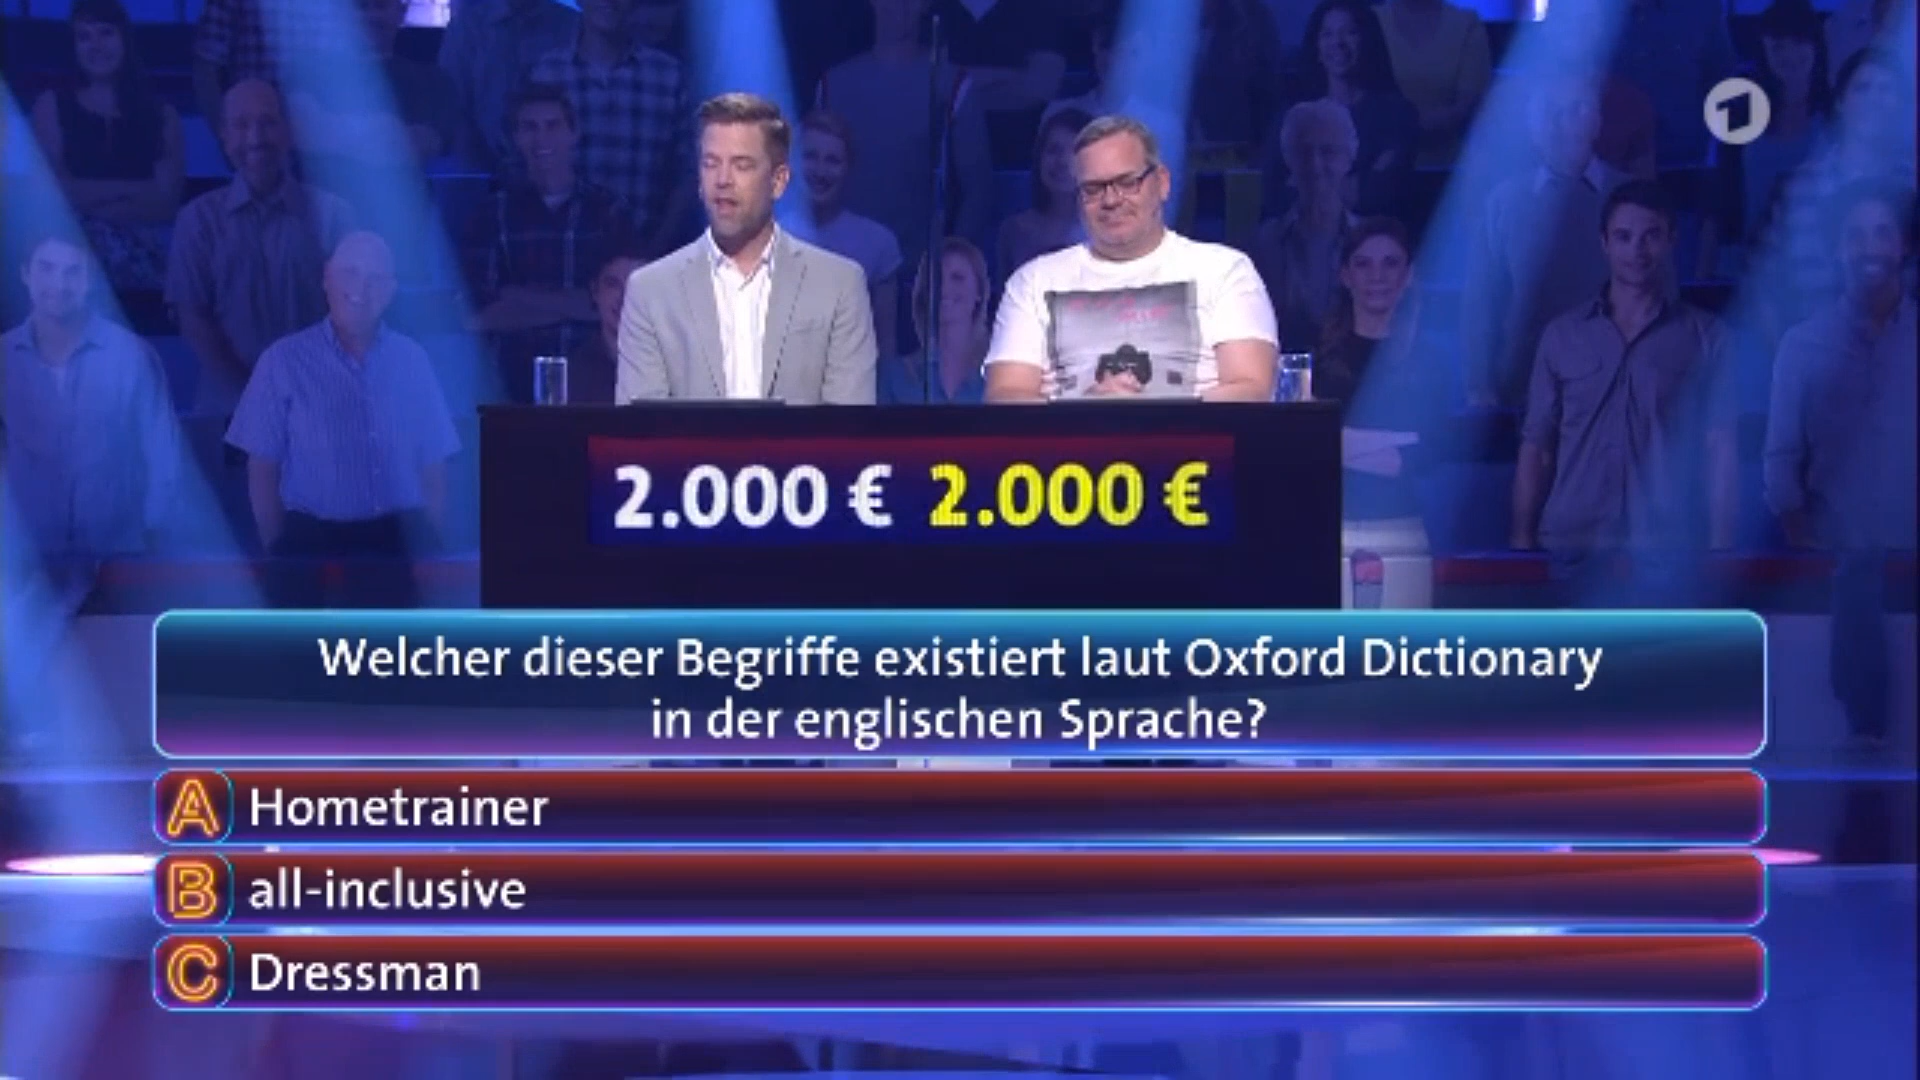 2.000 € 2.000 €
Welcher dieser Begriffe existiert laut Oxford Dictionary
in der englischen Sprache?
A Hometrainer
B all-inclusive
C Dressman